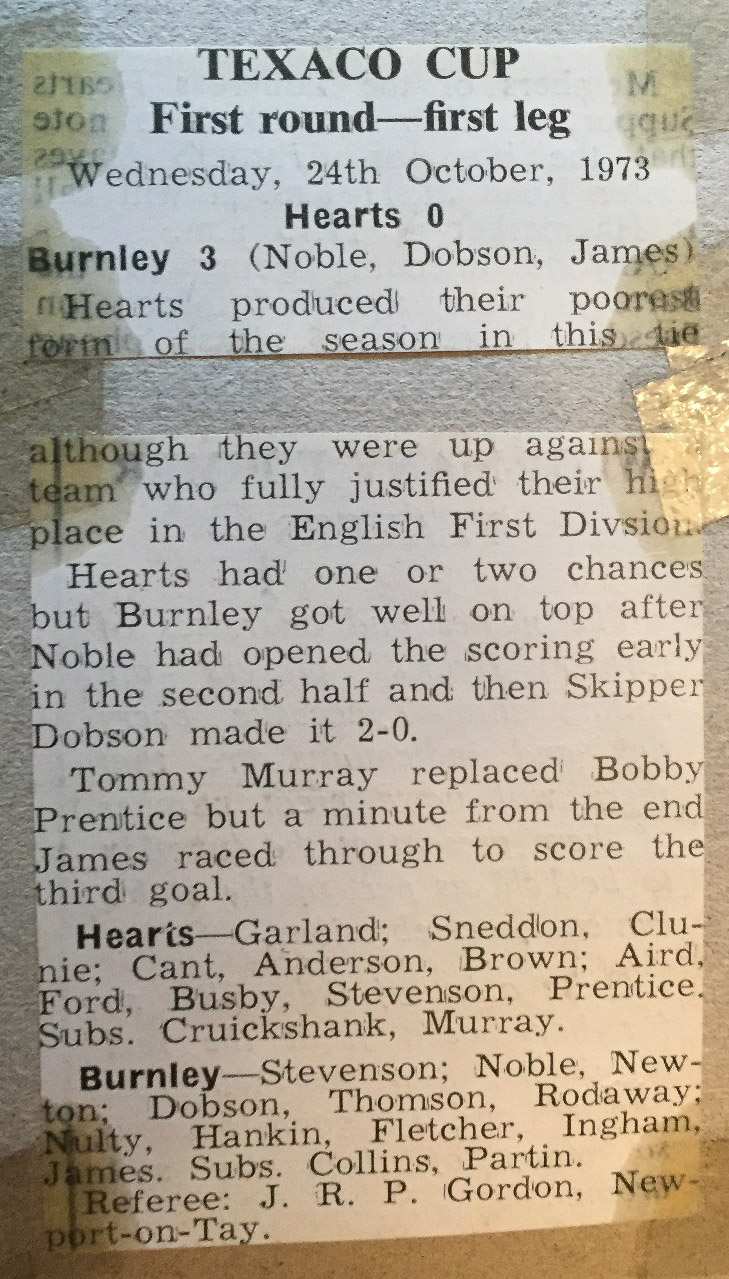 TEXACO CUP
First round—first leg
Wednesday, 24th October, 1973
Hearts 0
Burnley 3 (Noble, Dobson, James)
Hearts produced their poorest
form of the season in this tie
although they were up against a
team who fully justified their high
place in the English First Divsion.
Hearts had one or two chances
but Burnley got well on top after
Noble had opened the scoring early
in the second half and then Skipper
Dobson made it 2-0.
Tommy Murray replaced Bobby
Prentice but a minute from the end
James raced through to score the
third goal.
Hearts—Garland; Sneddon, Clu-
nie; Cant, Anderson, Brown; Aird,
Ford, Busby, Stevenson, Prentice.
Subs. Cruickshank, Murray.
Burnley—Stevenson; Noble, New-
ton; Dobson, Thomson, Rodaway;
Nulty, Hankin, Fletcher, Ingham,
James. Subs. Collins, Partin.
Referee: J. R. P. Gordon, New-
port-on-Tay.